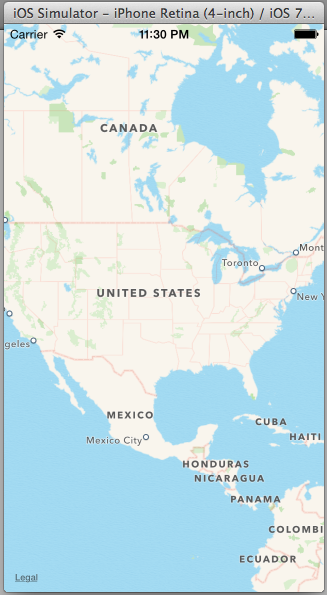 iOS Simulator – iPhone Retina (4-inch) / iOS 7...
Carrier 11:30 PM
CANADA
Mont
Toronto
UNITED STATES
New Y
geles
MEXICO
CUBA
Mexico City
HAITI
HONDURAS
NICARAGUA
PANAMA
COLOMBI
ECUADOR
Legal